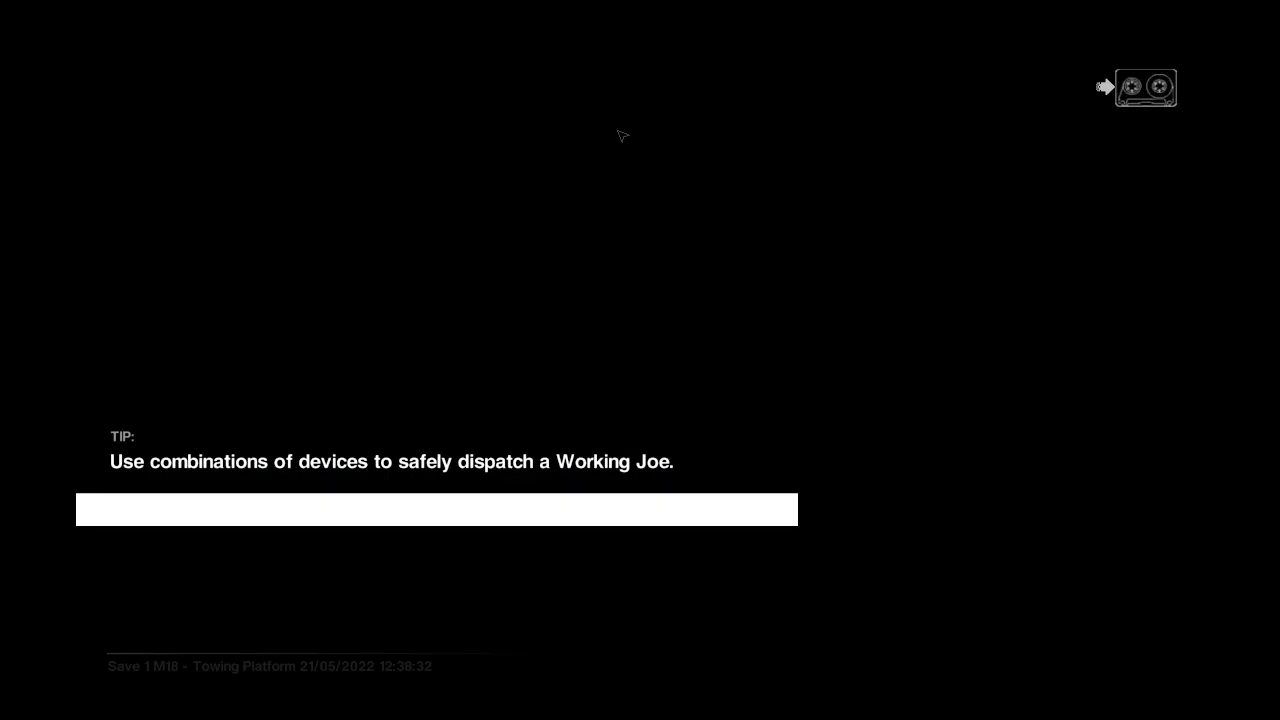 TIP:
Use combinations of devices to safely dispatch a Working Joe.
Save 1 M18 - Towing Platform 21/05/2022 12:38:32